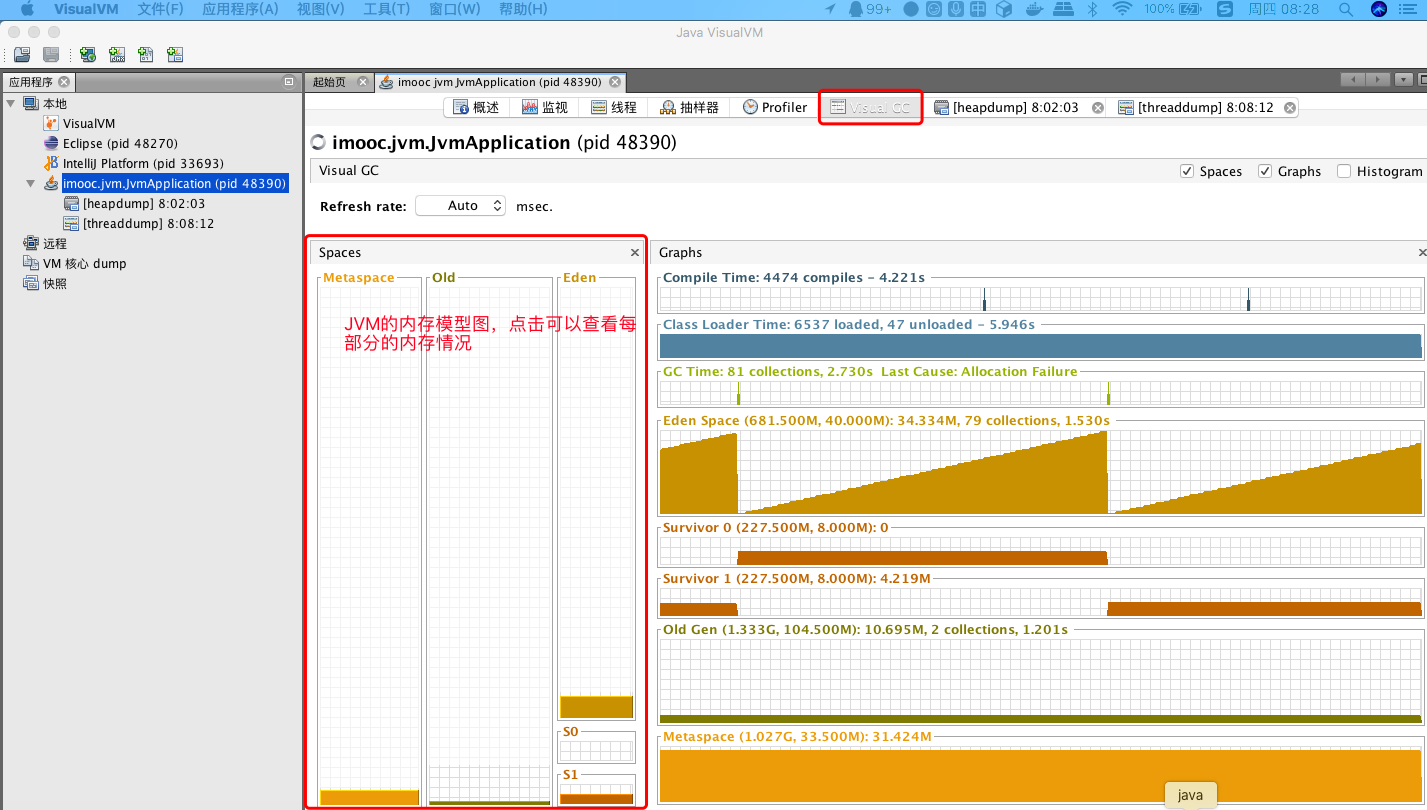 VisualVM 文件(F) 应用程序(A) 视图(V) 工具(T) 窗口(W) 帮助(H) 99+ 100% 周四 08:28
Java VisualVM
应用程序
起始页
imooc jvm JvmApplication (pid 48390)
本地
VisualVM
Eclipse (pid 48270)
IntelliJ Platform (pid 33693)
imooc.jvm.JvmApplication (pid 48390)
[heapdump] 8:02:03
[threaddump] 8:08:12
远程
VM 核心 dump
快照
概述 监视 线程 抽样器 Profiler Visual GC [heapdump] 8:02:03 [threaddump] 8:08:12
imooc.jvm.JvmApplication (pid 48390)
Visual GC
Spaces Graphs Histogram
Refresh rate: Auto msec.
Spaces
Metaspace Old Eden
JVM的内存模型图，点击可以查看每
部分的内存情况
S0
S1
Graphs
Compile Time: 4474 compiles - 4.221s
Class Loader Time: 6537 loaded, 47 unloaded - 5.946s
GC Time: 81 collections, 2.730s Last Cause: Allocation Failure
Eden Space (681.500M, 40.000M): 34.334M, 79 collections, 1.530s
Survivor 0 (227.500M, 8.000M): 0
Survivor 1 (227.500M, 8.000M): 4.219M
Old Gen (1.333G, 104.500M): 10.695M, 2 collections, 1.201s
Metaspace (1.027G, 33.500M): 31.424M
java